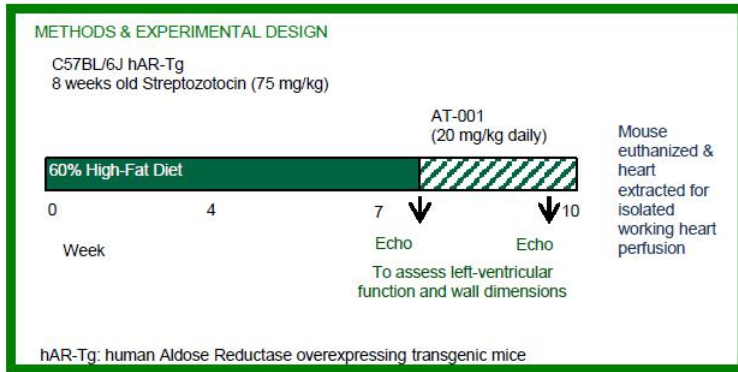 METHODS & EXPERIMENTAL DESIGN
C57BL/6J hAR-Tg
8 weeks old Streptozotocin (75 mg/kg)
AT-001
(20 mg/kg daily)
60% High-Fat Diet
0 4 7 10
Week
Echo Echo
To assess left-ventricular
function and wall dimensions
Mouse
euthanized &
heart
extracted for
isolated
working heart
perfusion
hAR-Tg: human Aldose Reductase overexpressing transgenic mice